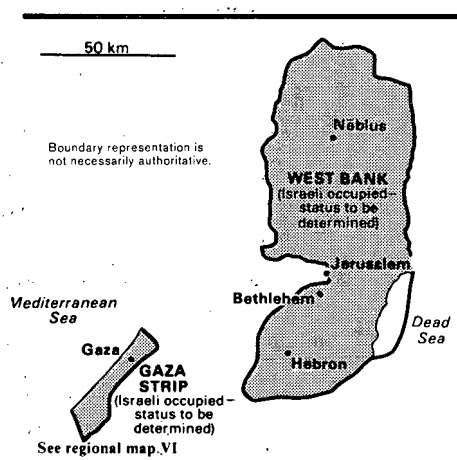 50 km
Boundary representation is
not necessarily authoritative.
Nāblus
WEST BANK
(Israeli occupied–
status to be
determined)
Jerusalem
Bethlehem
Mediterranean
Sea
Dead
Sea
Gaza
Hebron
GAZA
STRIP
(Israeli occupied–
status to be
determined)
See regional map VI